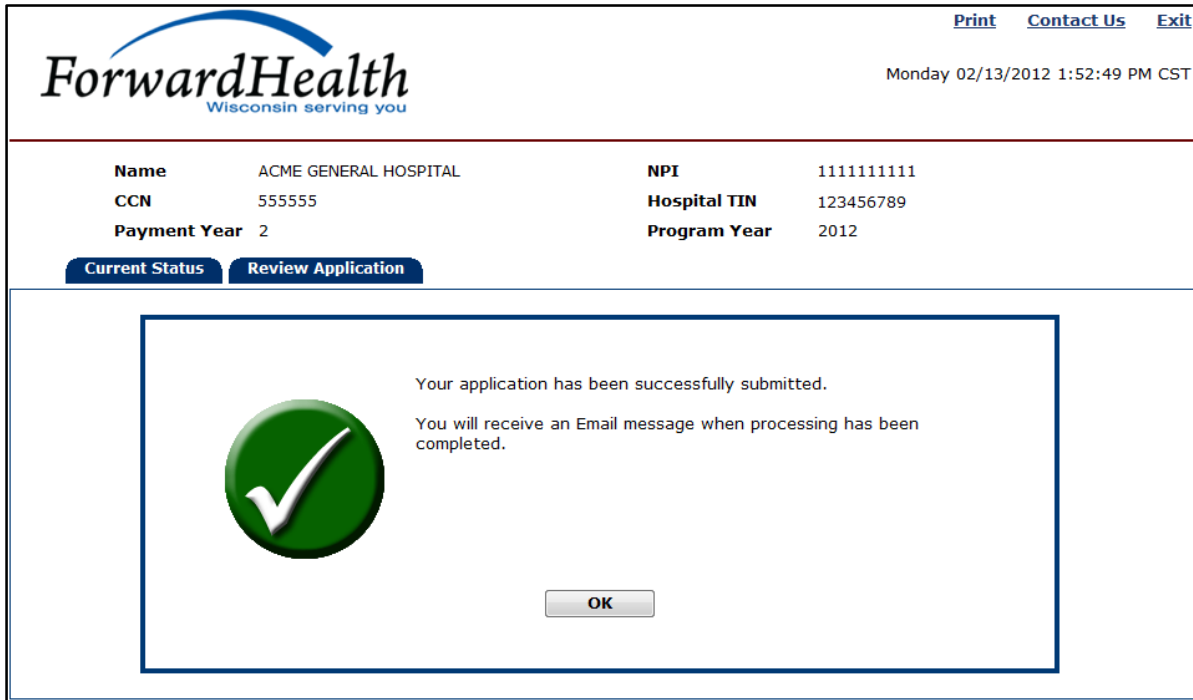 Print Contact Us Exit
ForwardHealth
Wisconsin serving you
Monday 02/13/2012 1:52:49 PM CST
Name ACME GENERAL HOSPITAL NPI 1111111111
CCN 555555 Hospital TIN 123456789
Payment Year 2 Program Year 2012
Current Status Review Application
Your application has been successfully submitted.
You will receive an Email message when processing has been
completed.
OK